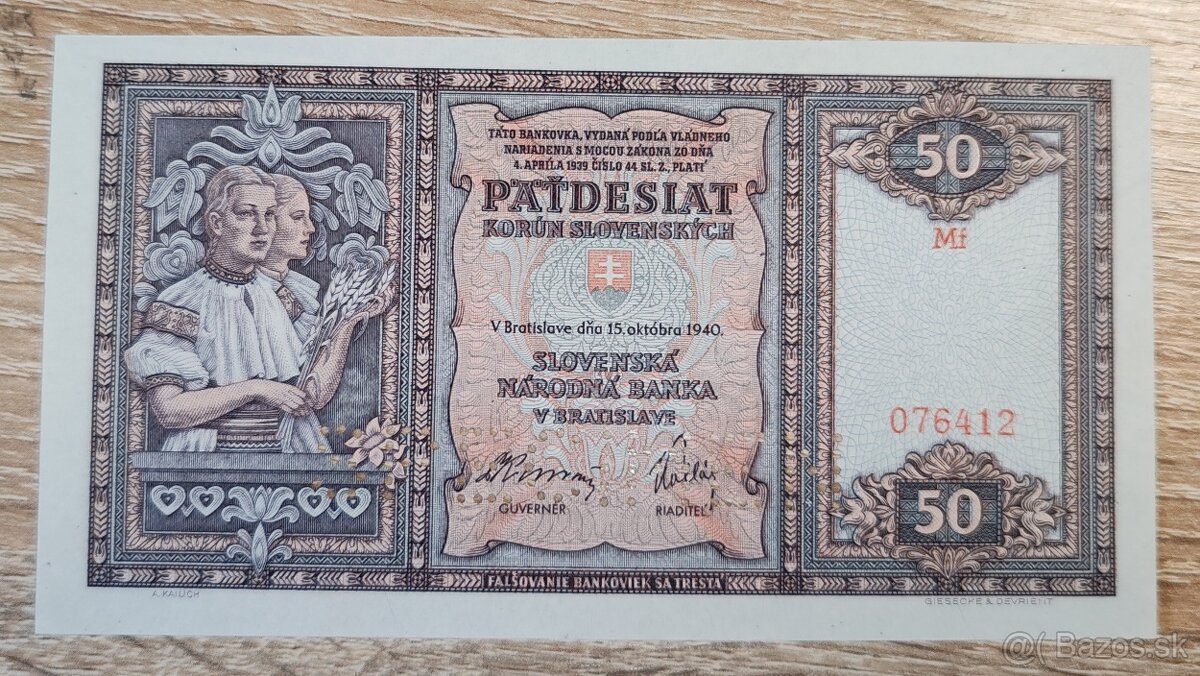 TÁTO BANKOVKA, VYDANÁ PODĽA VLÁDNEHO
NARIADENIA S MOCOU ZÁKONA ZO DŇA
4. APRÍLA 1939 ČÍSLO 44 SL. Z., PLATÍ
PÄŤDESIAT
KORÚN SLOVENSKÝCH
V Bratislave dňa 15. októbra 1940.
SLOVENSKÁ
NÁRODNÁ BANKA
V BRATISLAVE
GUVERNÉR
RIADITEĽ
FALŠOVANIE BANKOVIEK SA TRESTÁ
50
Mf
076412
50
A. KAIUCH
GIESECKE & DEVRIENT
Bazos.sk